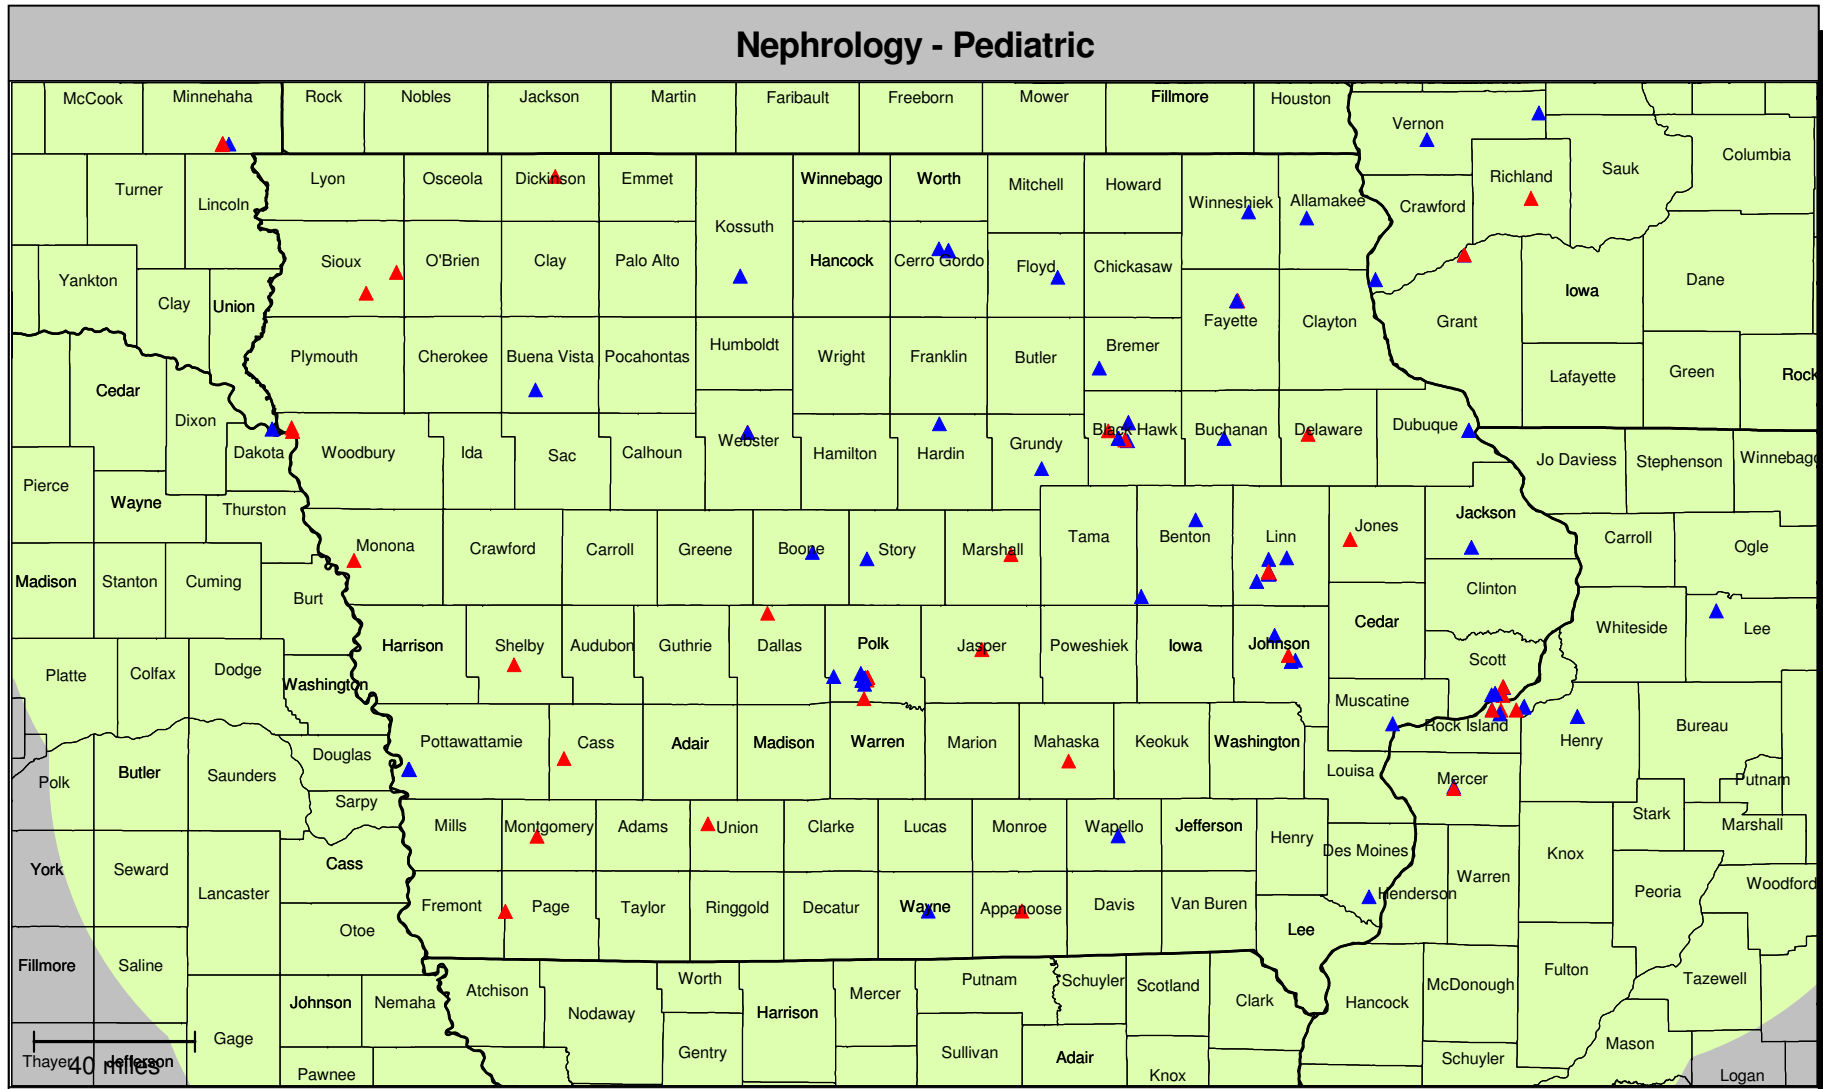 Nephrology - Pediatric
McCook
Minnehaha
Rock
Nobles
Jackson
Martin
Faribault
Freeborn
Mower
Fillmore
Houston
Vernon
Columbia
Sauk
Richland
Turner
Lincoln
Lyon
Osceola
Dickinson
Emmet
Winnebago
Worth
Mitchell
Howard
Winneshiek
Allamakee
Crawford
Kossuth
Yankton
Clay
Union
Sioux
O'Brien
Clay
Palo Alto
Hancock
Cerro Gordo
Floyd
Chickasaw
Iowa
Dane
Fayette
Clayton
Grant
Plymouth
Cherokee
Buena Vista
Pocahontas
Humboldt
Wright
Franklin
Butler
Bremer
Lafayette
Green
Rock
Cedar
Dixon
Dakota
Woodbury
Ida
Sac
Calhoun
Webster
Hamilton
Hardin
Grundy
Black Hawk
Buchanan
Delaware
Dubuque
Jo Daviess
Stephenson
Winnebago
Pierce
Wayne
Thurston
Monona
Crawford
Carroll
Greene
Boone
Story
Marshall
Tama
Benton
Linn
Jones
Jackson
Carroll
Ogle
Madison
Stanton
Cuming
Burt
Clinton
Harrison
Shelby
Audubon
Guthrie
Dallas
Polk
Jasper
Poweshiek
Iowa
Johnson
Cedar
Scott
Whiteside
Lee
Platte
Colfax
Dodge
Washington
Muscatine
Rock Island
Henry
Bureau
Douglas
Pottawattamie
Cass
Adair
Madison
Warren
Marion
Mahaska
Keokuk
Washington
Louisa
Mercer
Putnam
Polk
Butler
Saunders
Sarpy
Mills
Montgomery
Adams
Union
Clarke
Lucas
Monroe
Wapello
Jefferson
Henry
Des Moines
Stark
Marshall
Knox
York
Seward
Cass
Lancaster
Henderson
Warren
Peoria
Woodford
Fremont
Page
Taylor
Ringgold
Decatur
Wayne
Appanoose
Davis
Van Buren
Lee
Otoe
Fillmore
Saline
Johnson
Nemaha
Atchison
Nodaway
Worth
Harrison
Mercer
Putnam
Schuyler
Scotland
Clark
Hancock
McDonough
Fulton
Tazewell
Gage
Gentry
Sullivan
Adair
Knox
Schuyler
Mason
Logan
Thayer
Jefferson
40 miles
Pawnee